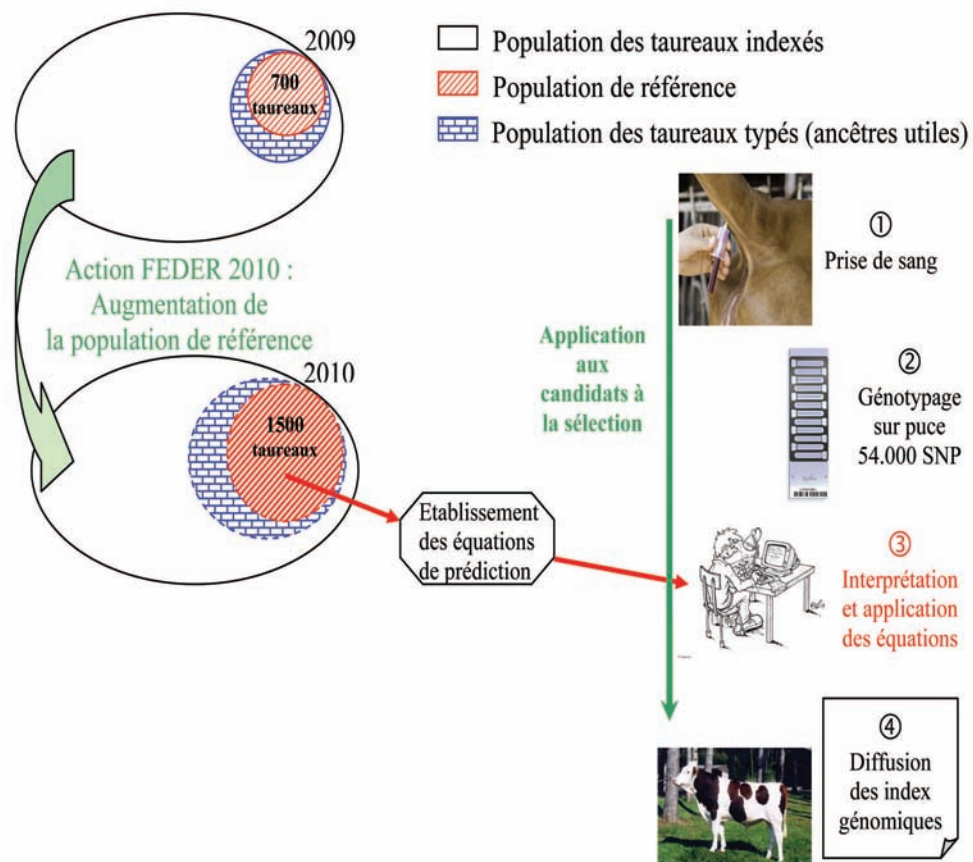 2009
700
taureaux
Population des taureaux indexés
Population de référence
Population des taureaux typés (ancêtres utiles)
Action FEDER 2010 :
Augmentation de
la population de référence
2010
1500
taureaux
Etablissement
des équations
de prédiction
Application
aux
candidats à
la sélection
①
Prise de sang
②
Génotypage
sur puce
54.000 SNP
③
Interprétation
et application
des équations
④
Diffusion
des index
génomiques